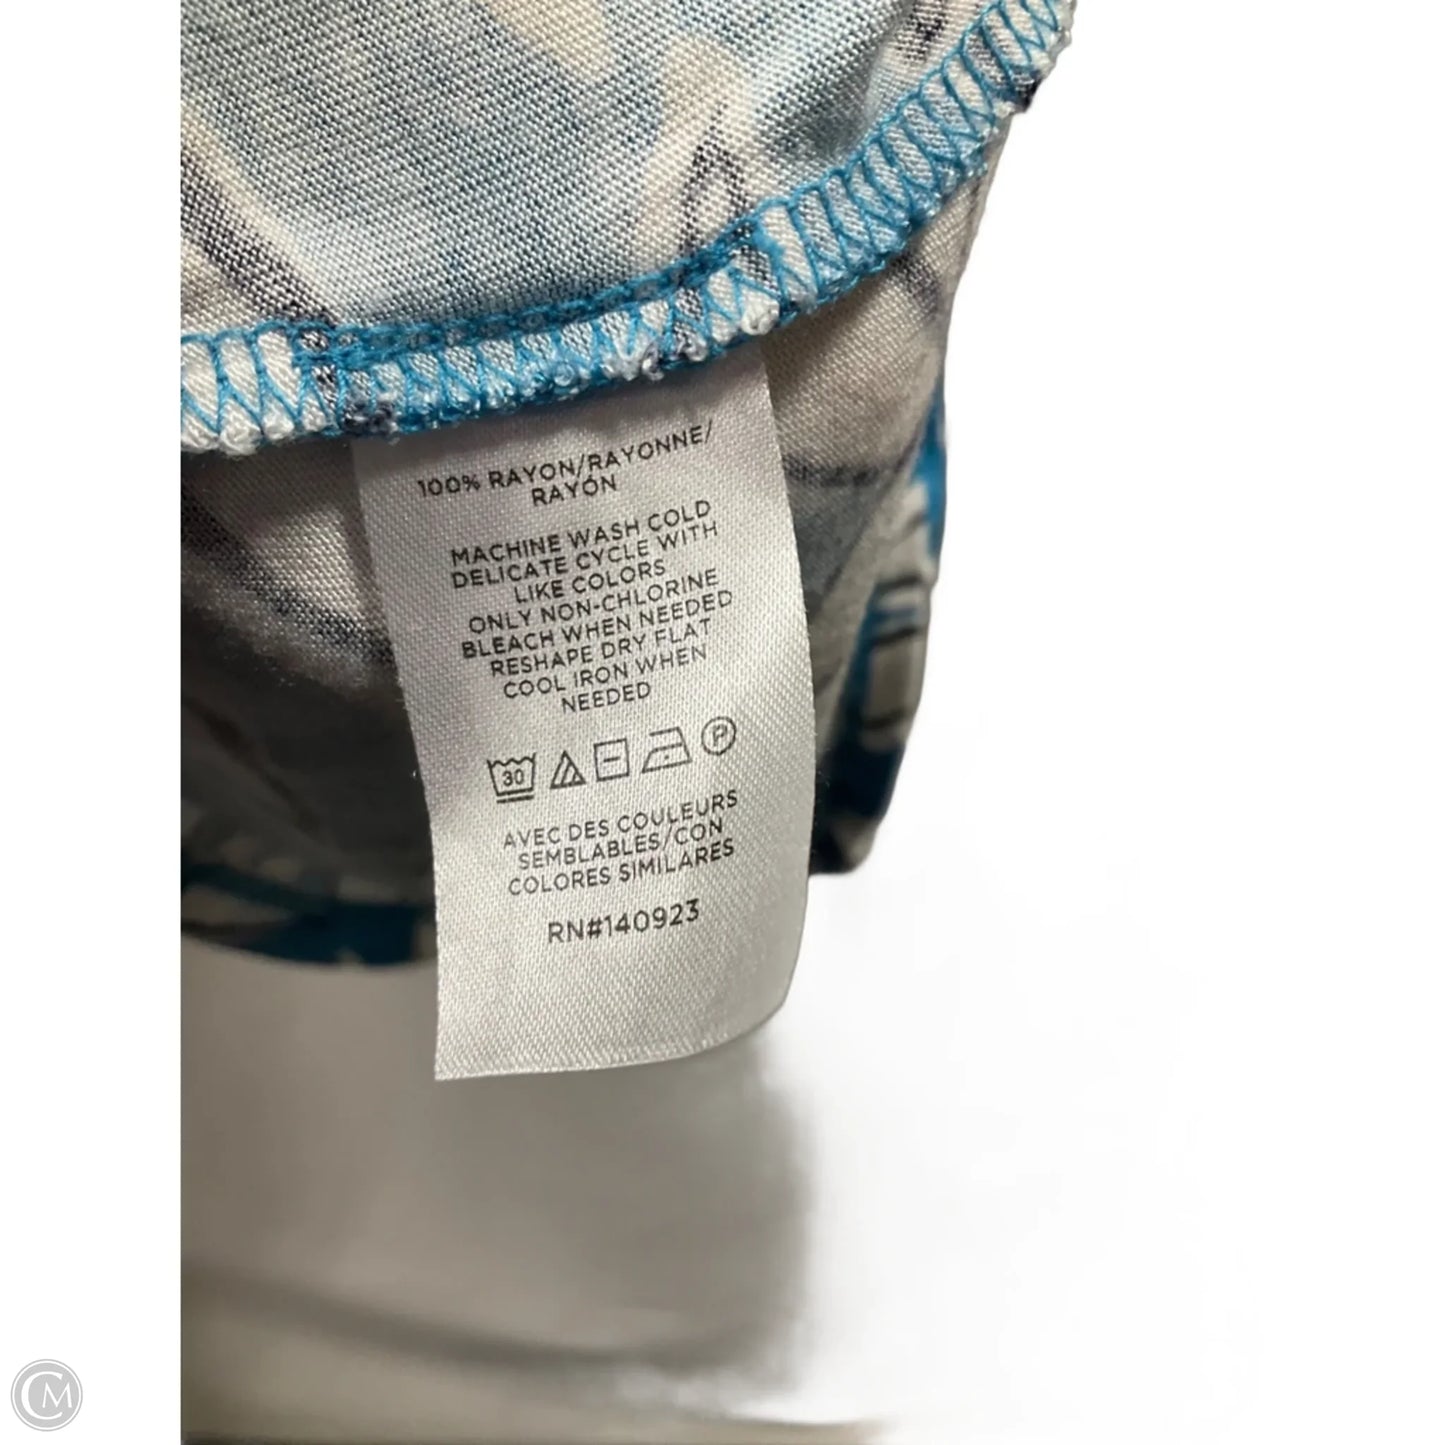 100% RAYON/RAYONNE/
RAYÓN
MACHINE WASH COLD
DELICATE CYCLE WITH
LIKE COLORS
ONLY NON-CHLORINE
BLEACH WHEN NEEDED
RESHAPE DRY FLAT
COOL IRON WHEN
NEEDED
30 P
AVEC DES COULEURS
SEMBLABLES/CON
COLORES SIMILARES
RN#140923
CM